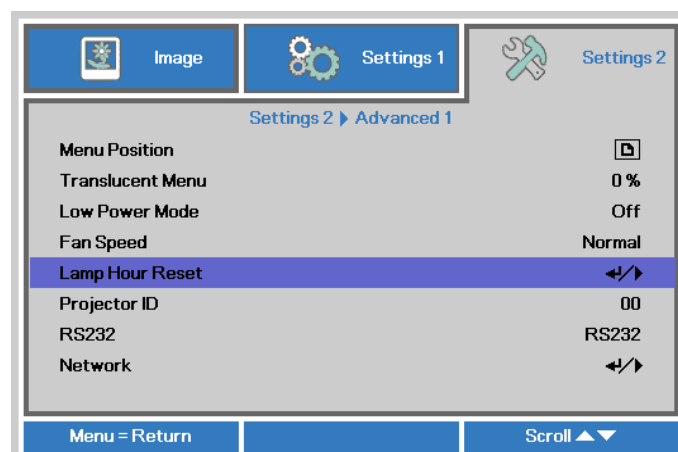 Image Settings 1 Settings 2
Settings 2 ▶ Advanced 1
Menu Position
Translucent Menu 0 %
Low Power Mode Off
Fan Speed Normal
Lamp Hour Reset ↵/▶
Projector ID 00
RS232 RS232
Network ↵/▶
Menu = Return Scroll ▲▼